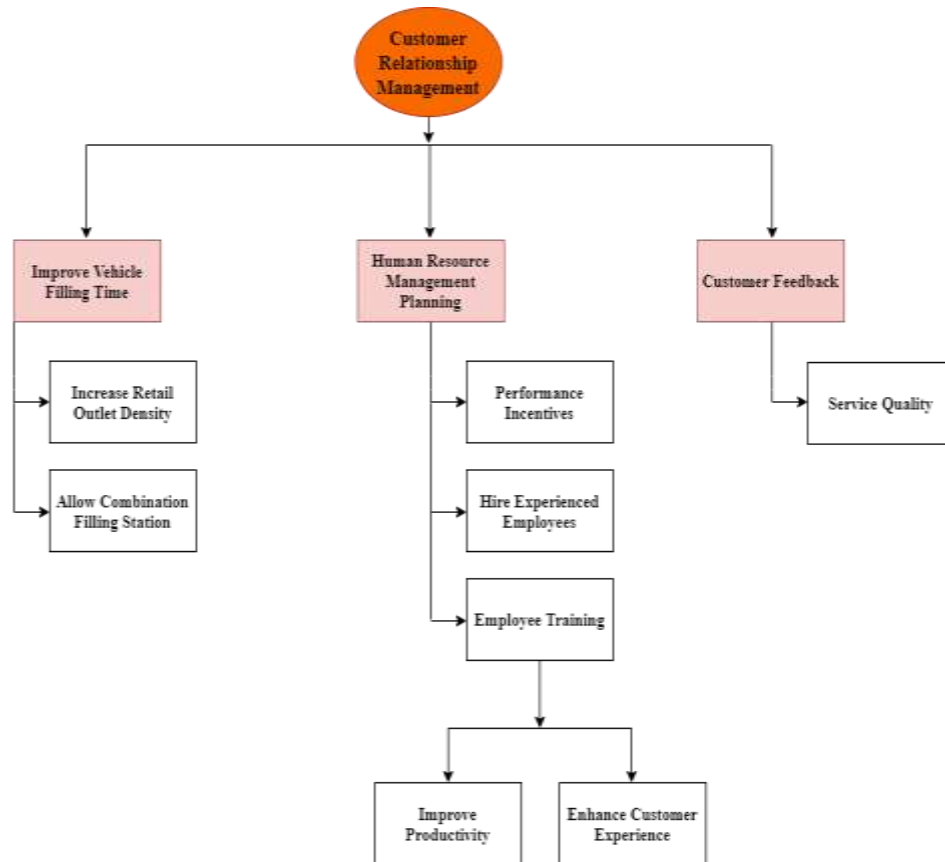 Customer
Relationship
Management
Improve Vehicle
Filling Time
Human Resource
Management
Planning
Customer Feedback
Increase Retail
Outlet Density
Performance
Incentives
Service Quality
Allow Combination
Filling Station
Hire Experienced
Employees
Employee Training
Improve
Productivity
Enhance Customer
Experience